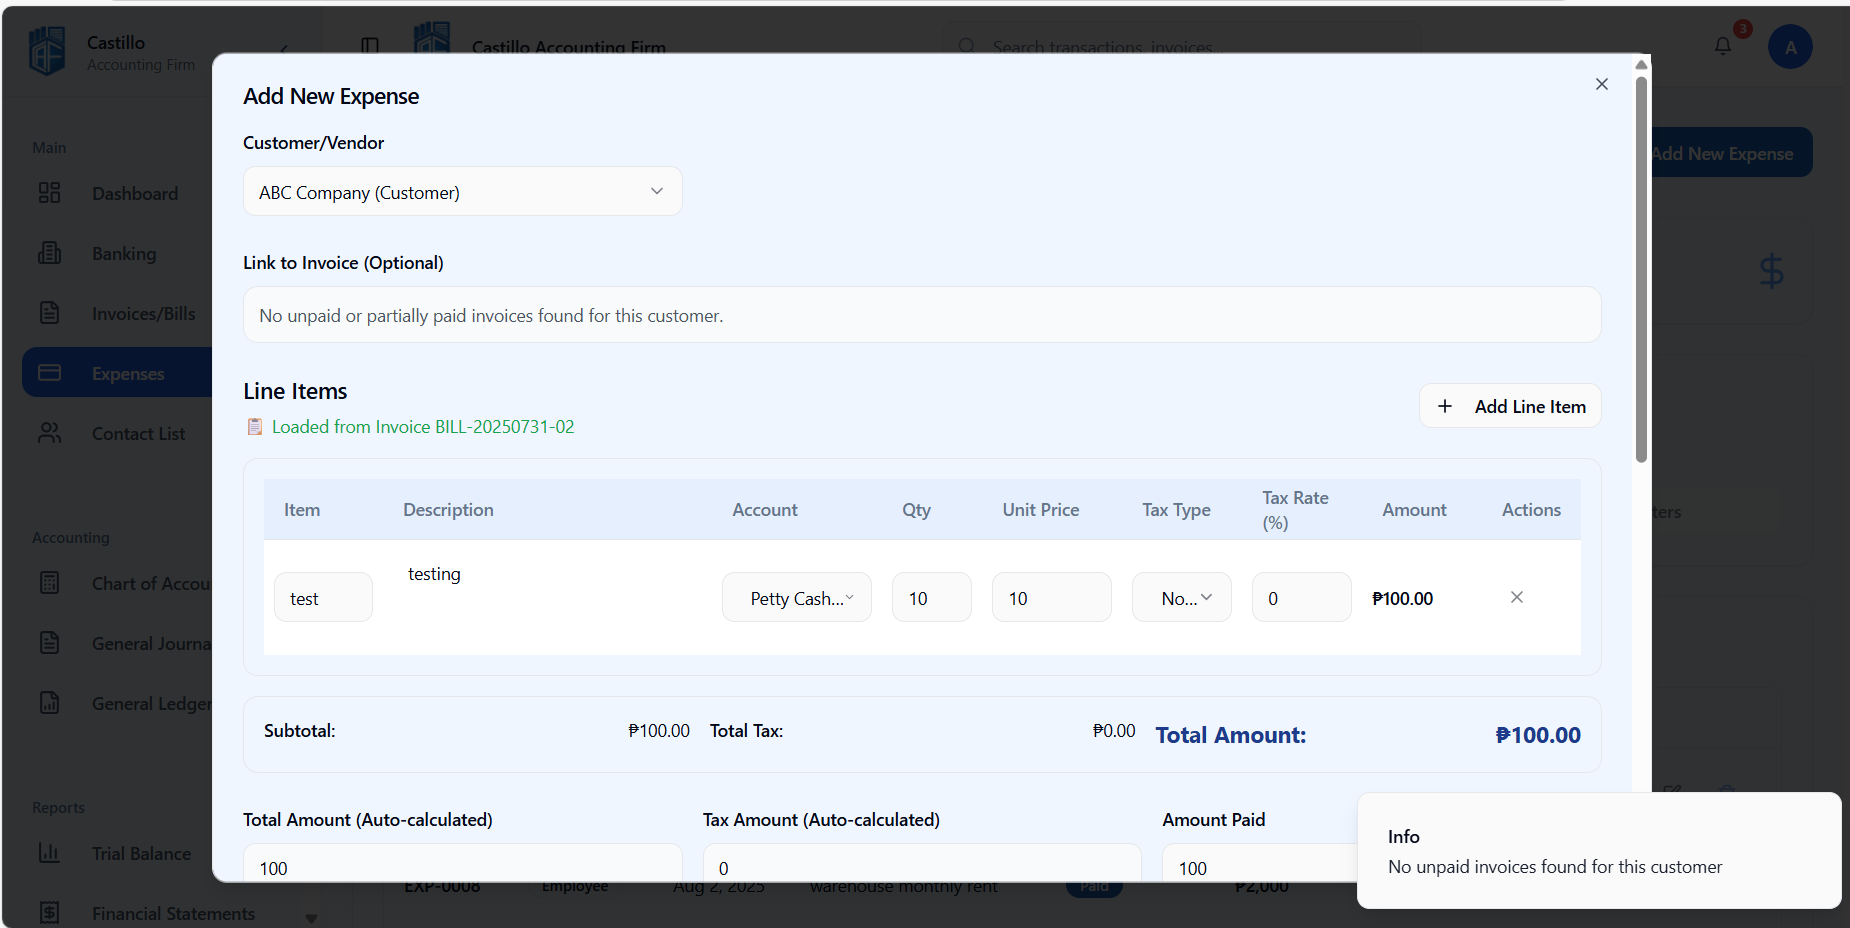 Castillo
Accounting Firm
Castillo Accounting Firm
Search transactions, invoices
3
A
Add New Expense
Main
Dashboard
Banking
Invoices/Bills
Expenses
Contact List
Accounting
Chart of Accou
General Journa
General Ledger
Reports
Trial Balance
Financial Statements
Add New Expense
Customer/Vendor
ABC Company (Customer)
Link to Invoice (Optional)
No unpaid or partially paid invoices found for this customer.
Line Items
Loaded from Invoice BILL-20250731-02
Add Line Item
Item Description Account Qty Unit Price Tax Type Tax Rate (%) Amount Actions
test testing Petty Cash... 10 10 No... 0 ₱100.00
Subtotal: ₱100.00 Total Tax: ₱0.00 Total Amount: ₱100.00
Total Amount (Auto-calculated) Tax Amount (Auto-calculated) Amount Paid
100 0 100
EXP-0008 Employee Aug 2, 2025 warehouse monthly rent Paid ₱2,000
ters
Info
No unpaid invoices found for this customer